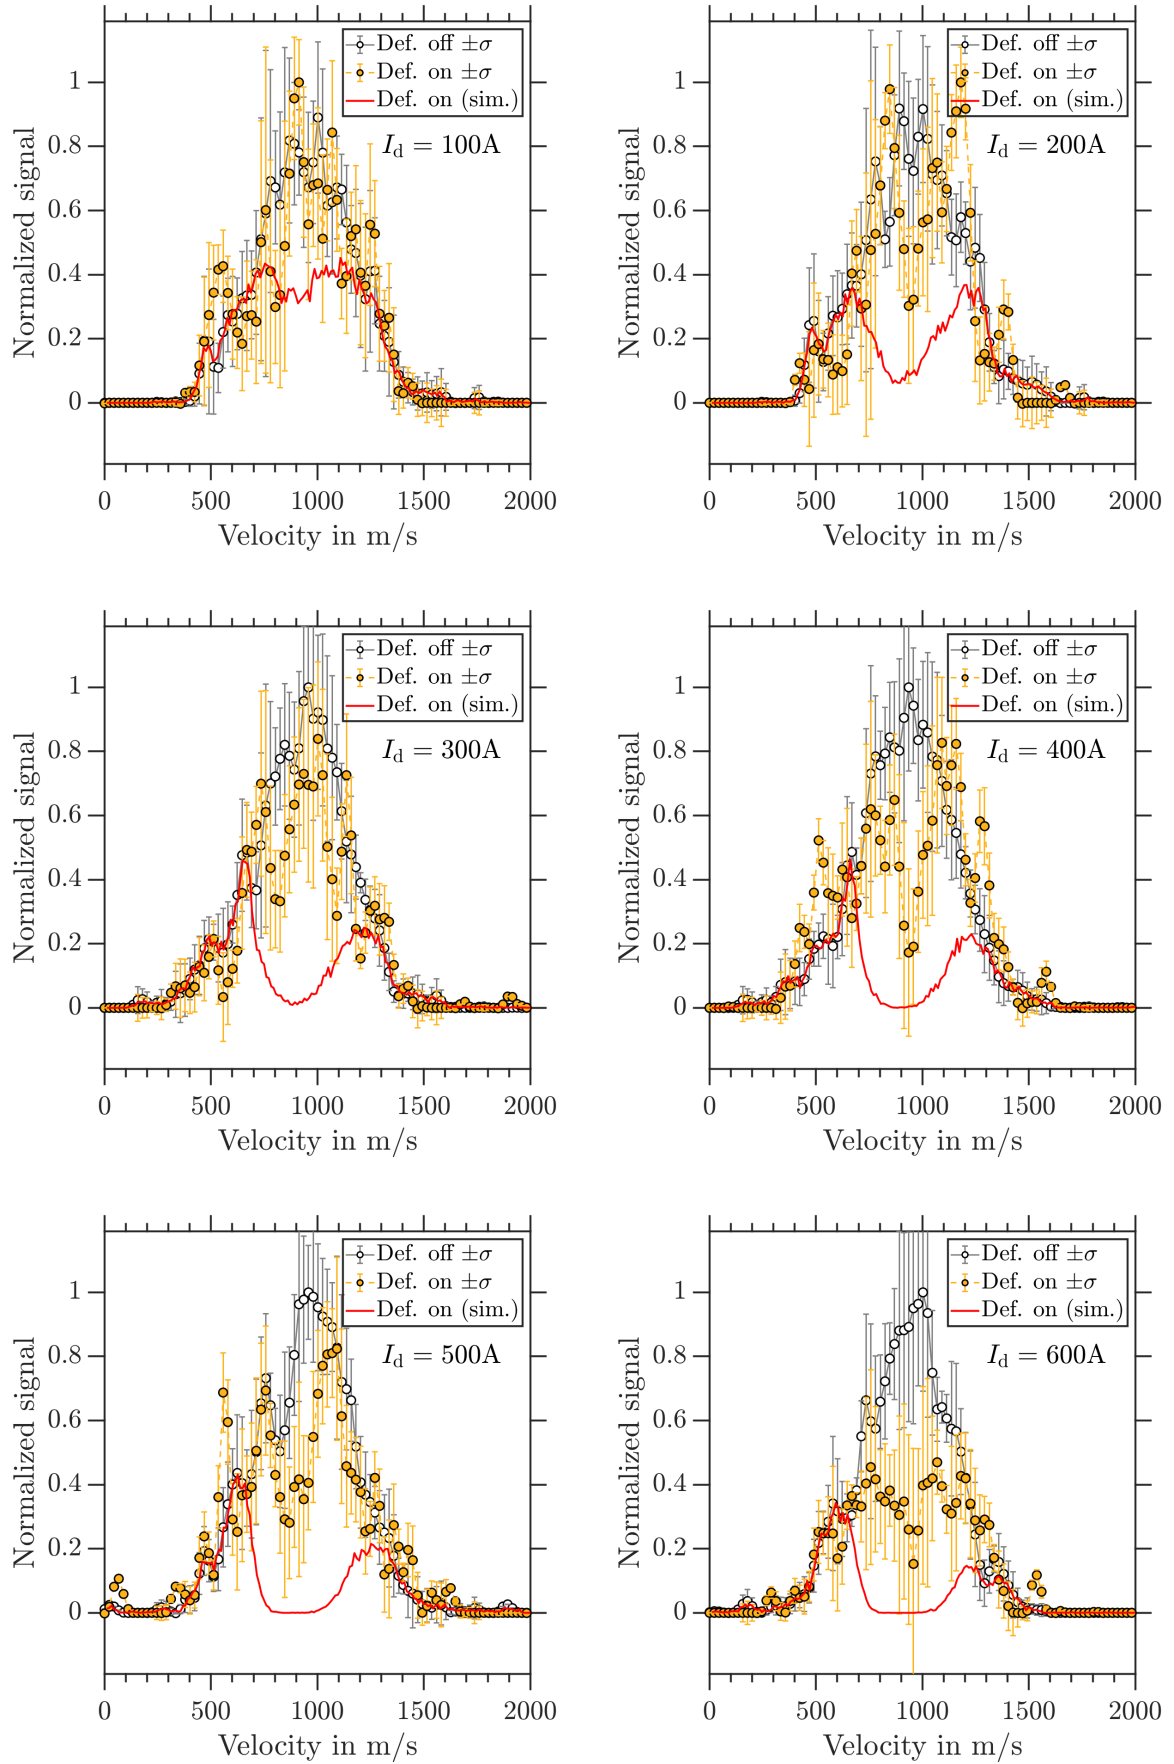 Def. off ±σ
Def. on ±σ
Def. on (sim.)
I_d = 100A
1
0.8
0.6
0.4
0.2
0
Normalized signal
0 500 1000 1500 2000
Velocity in m/s
Def. off ±σ
Def. on ±σ
Def. on (sim.)
I_d = 200A
1
0.8
0.6
0.4
0.2
0
Normalized signal
0 500 1000 1500 2000
Velocity in m/s
Def. off ±σ
Def. on ±σ
Def. on (sim.)
I_d = 300A
1
0.8
0.6
0.4
0.2
0
Normalized signal
0 500 1000 1500 2000
Velocity in m/s
Def. off ±σ
Def. on ±σ
Def. on (sim.)
I_d = 400A
1
0.8
0.6
0.4
0.2
0
Normalized signal
0 500 1000 1500 2000
Velocity in m/s
Def. off ±σ
Def. on ±σ
Def. on (sim.)
I_d = 500A
1
0.8
0.6
0.4
0.2
0
Normalized signal
0 500 1000 1500 2000
Velocity in m/s
Def. off ±σ
Def. on ±σ
Def. on (sim.)
I_d = 600A
1
0.8
0.6
0.4
0.2
0
Normalized signal
0 500 1000 1500 2000
Velocity in m/s